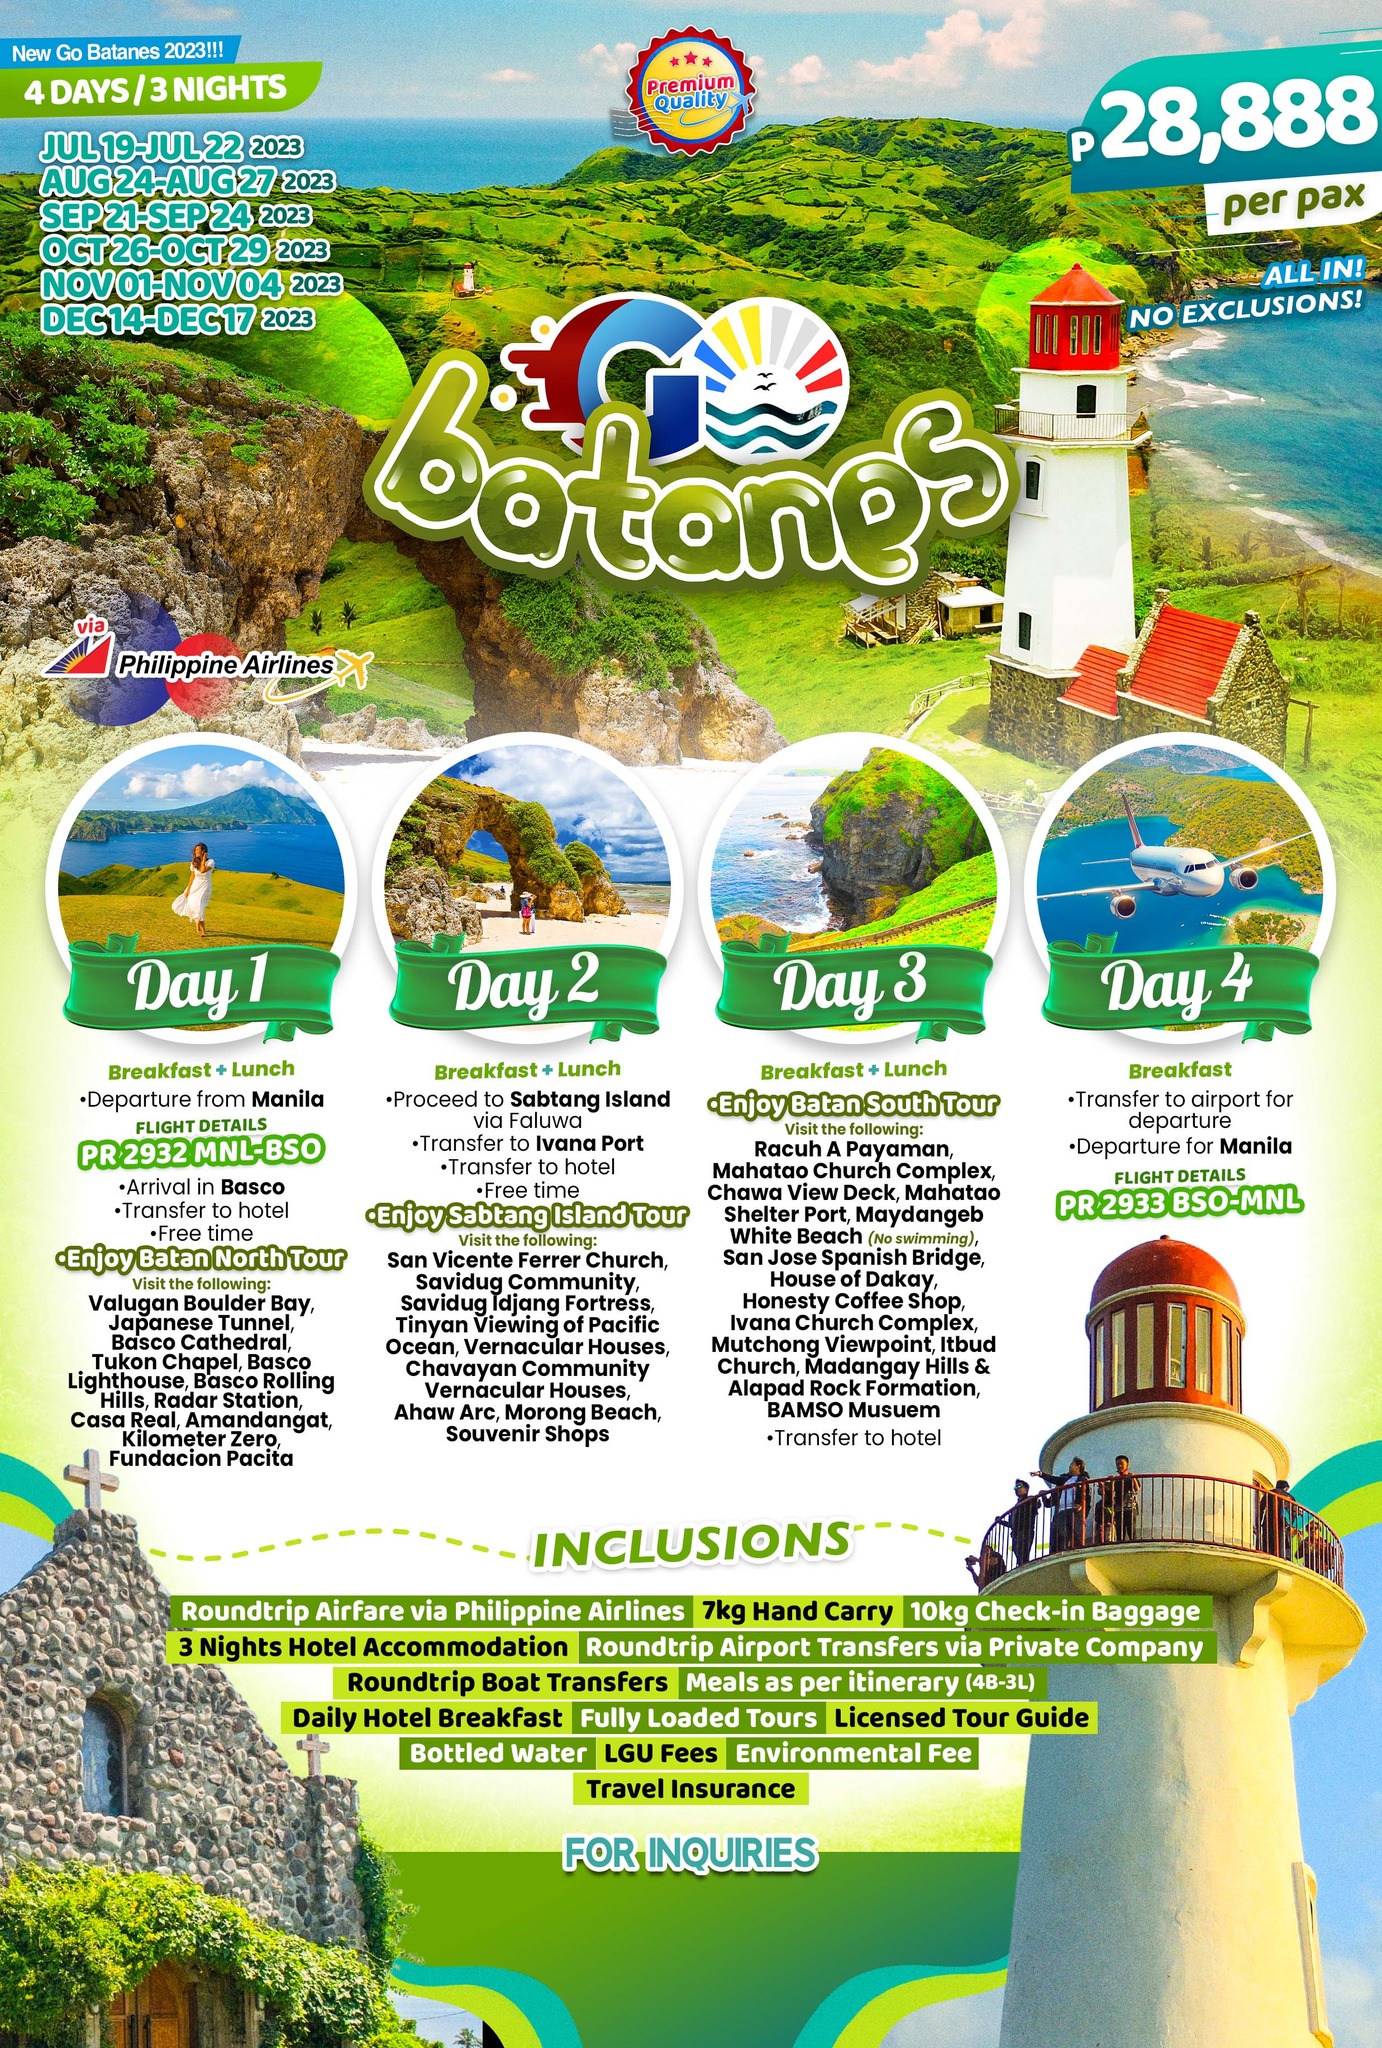 New Go Batanes 2023!!!
4 DAYS / 3 NIGHTS
JUL 19-JUL 22 2023
AUG 24-AUG 27 2023
SEP 21-SEP 24 2023
OCT 26-OCT 29 2023
NOV 01-NOV 04 2023
DEC 14-DEC 17 2023
Premium
Quality
P28,888
per pax
ALL IN!
NO EXCLUSIONS!
GO
batanes
via
Philippine Airlines
Day 1
Breakfast + Lunch
•Departure from Manila
FLIGHT DETAILS
PR 2932 MNL-BSO
•Arrival in Basco
•Transfer to hotel
•Free time
•Enjoy Batan North Tour
Visit the following:
Valugan Boulder Bay,
Japanese Tunnel,
Basco Cathedral,
Tukon Chapel, Basco
Lighthouse, Basco Rolling
Hills, Radar Station,
Casa Real, Amandangat,
Kilometer Zero,
Fundacion Pacita
Day 2
Breakfast + Lunch
•Proceed to Sabtang Island
via Faluwa
•Transfer to Ivana Port
•Transfer to hotel
•Free time
•Enjoy Sabtang Island Tour
Visit the following:
San Vicente Ferrer Church,
Savidug Community,
Savidug Idjang Fortress,
Tinyan Viewing of Pacific
Ocean, Vernacular Houses,
Chavayan Community
Vernacular Houses,
Ahaw Arc, Morong Beach,
Souvenir Shops
Day 3
Breakfast + Lunch
•Enjoy Batan South Tour
Visit the following:
Racuh A Payaman,
Mahatao Church Complex,
Chawa View Deck, Mahatao
Shelter Port, Maydangeb
White Beach (No swimming),
San Jose Spanish Bridge,
House of Dakay,
Honesty Coffee Shop,
Ivana Church Complex,
Mutchong Viewpoint, Itbud
Church, Madangay Hills &
Alapad Rock Formation,
BAMSO Musuem
•Transfer to hotel
Day 4
Breakfast
•Transfer to airport for
departure
•Departure for Manila
FLIGHT DETAILS
PR 2933 BSO-MNL
INCLUSIONS
Roundtrip Airfare via Philippine Airlines 7kg Hand Carry 10kg Check-in Baggage
3 Nights Hotel Accommodation Roundtrip Airport Transfers via Private Company
Roundtrip Boat Transfers Meals as per itinerary (4B-3L)
Daily Hotel Breakfast Fully Loaded Tours Licensed Tour Guide
Bottled Water LGU Fees Environmental Fee
Travel Insurance
FOR INQUIRIES